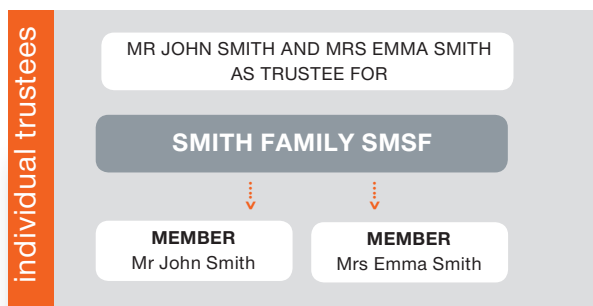 individual trustees
MR JOHN SMITH AND MRS EMMA SMITH
AS TRUSTEE FOR
SMITH FAMILY SMSF
MEMBER
Mr John Smith
MEMBER
Mrs Emma Smith